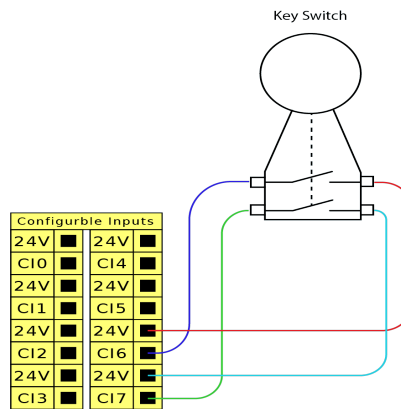 Key Switch
Configurble Inputs
24V 24V
CI0 CI4
24V 24V
CI1 CI5
24V 24V
CI2 CI6
24V 24V
CI3 CI7